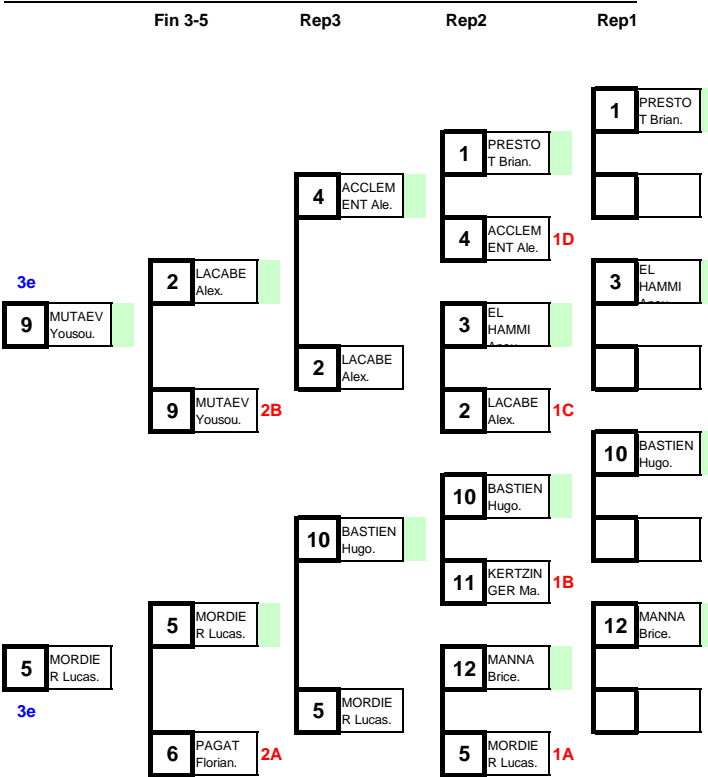 Fin 3-5 Rep3 Rep2 Rep1
1 PRESTO
T Brian.
1 PRESTO
T Brian.
4 ACCLEM
ENT Ale.
4 ACCLEM
ENT Ale. 1D
2 LACABE
Alex.
3 EL
HAMMI
3e
9 MUTAEV
Yousou.
3 EL
HAMMI
2 LACABE
Alex.
9 MUTAEV
Yousou. 2B
2 LACABE
Alex. 1C
10 BASTIEN
Hugo.
10 BASTIEN
Hugo.
10 BASTIEN
Hugo.
11 KERTZIN
GER Ma. 1B
5 MORDIE
R Lucas.
12 MANNA
Brice.
5 MORDIE
R Lucas.
12 MANNA
Brice.
3e
5 MORDIE
R Lucas.
6 PAGAT
Florian. 2A
5 MORDIE
R Lucas. 1A